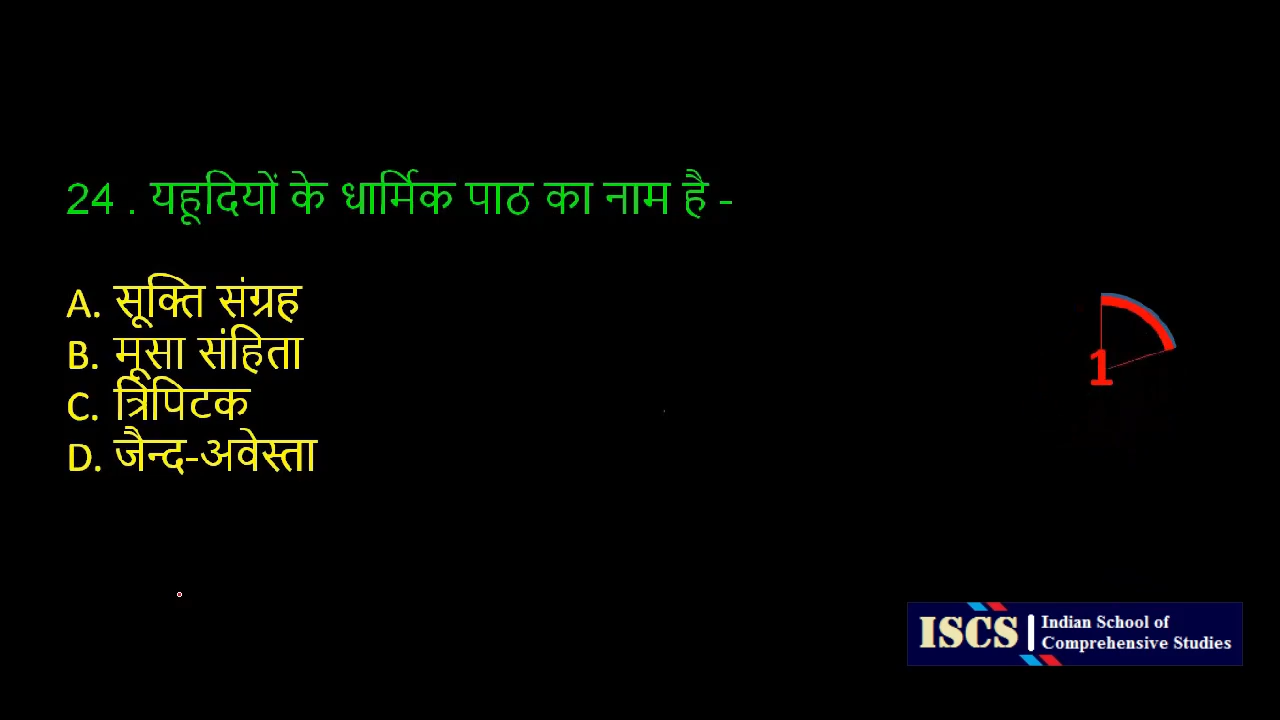 24 . यहूदियों के धार्मिक पाठ का नाम है -
A. सूक्ति संग्रह
B. मूसा संहिता
C. त्रिपिटक
D. जैन्द-अवेस्ता
1
ISCS
Indian School of
Comprehensive Studies